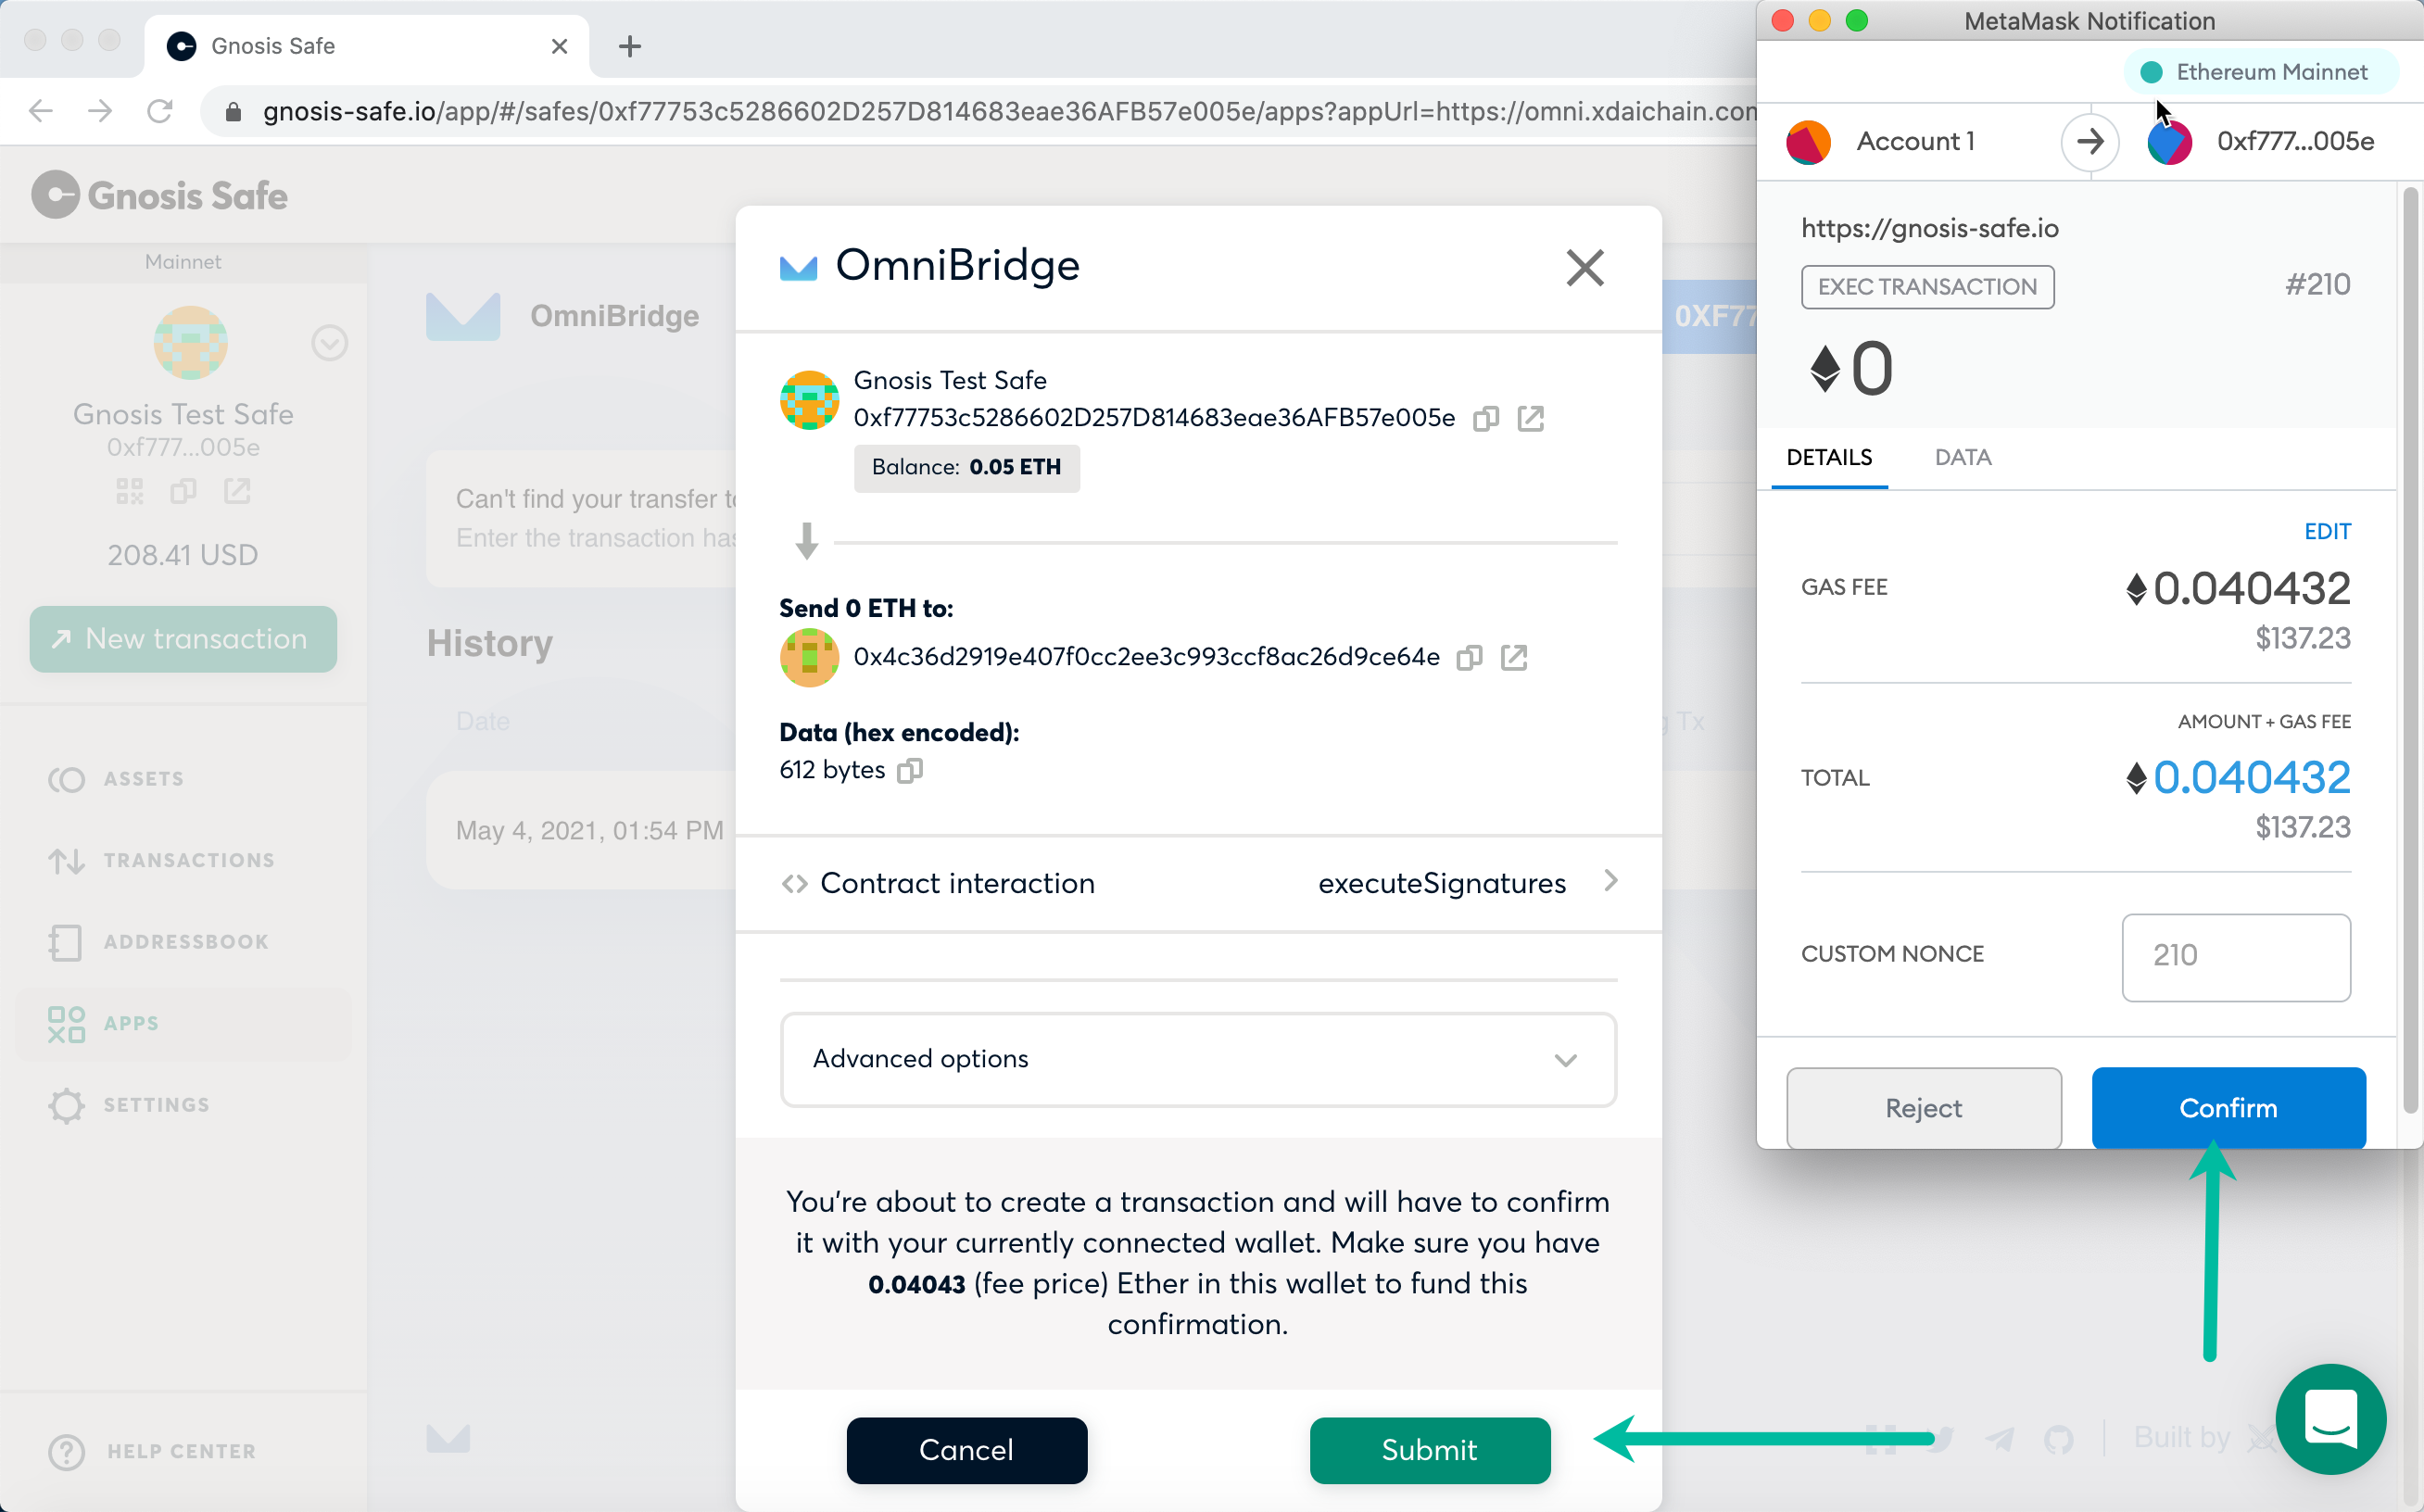 Gnosis Safe
gnosis-safe.io/app/#/safes/0xf77753c5286602D257D814683eae36AFB57e005e/apps?appUrl=https://omni.xdaichain.con
Gnosis Safe
Mainnet
Gnosis Test Safe
0xf777...005e
208.41 USD
New transaction
ASSETS
TRANSACTIONS
ADDRESSBOOK
APPS
SETTINGS
HELP CENTER
OmniBridge
0XF77
Can't find your transfer to
Enter the transaction has
History
Date
Tx
May 4, 2021, 01:54 PM
Built by
OmniBridge
Gnosis Test Safe
0xf77753c5286602D257D814683eae36AFB57e005e
Balance: 0.05 ETH
Send 0 ETH to:
0x4c36d2919e407f0cc2ee3c993ccf8ac26d9ce64e
Data (hex encoded):
612 bytes
Contract interaction executeSignatures
Advanced options
You're about to create a transaction and will have to confirm
it with your currently connected wallet. Make sure you have
0.04043 (fee price) Ether in this wallet to fund this
confirmation.
Cancel Submit
MetaMask Notification
Ethereum Mainnet
Account 1 0xf777...005e
https://gnosis-safe.io
EXEC TRANSACTION #210
0
DETAILS DATA
EDIT
GAS FEE 0.040432
$137.23
AMOUNT + GAS FEE
TOTAL 0.040432
$137.23
CUSTOM NONCE 210
Reject Confirm